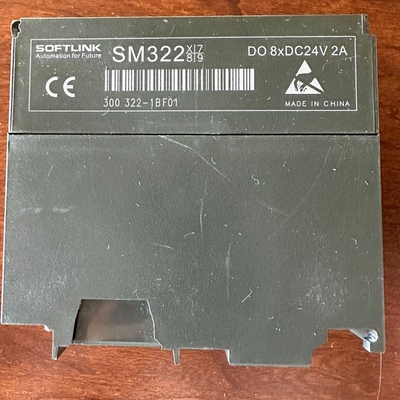 SOFTLINK
Automation for Future
SM322
X|7
8|9
DO 8xDC24V 2A
CE
300 322-1BF01
MADE IN CHINA